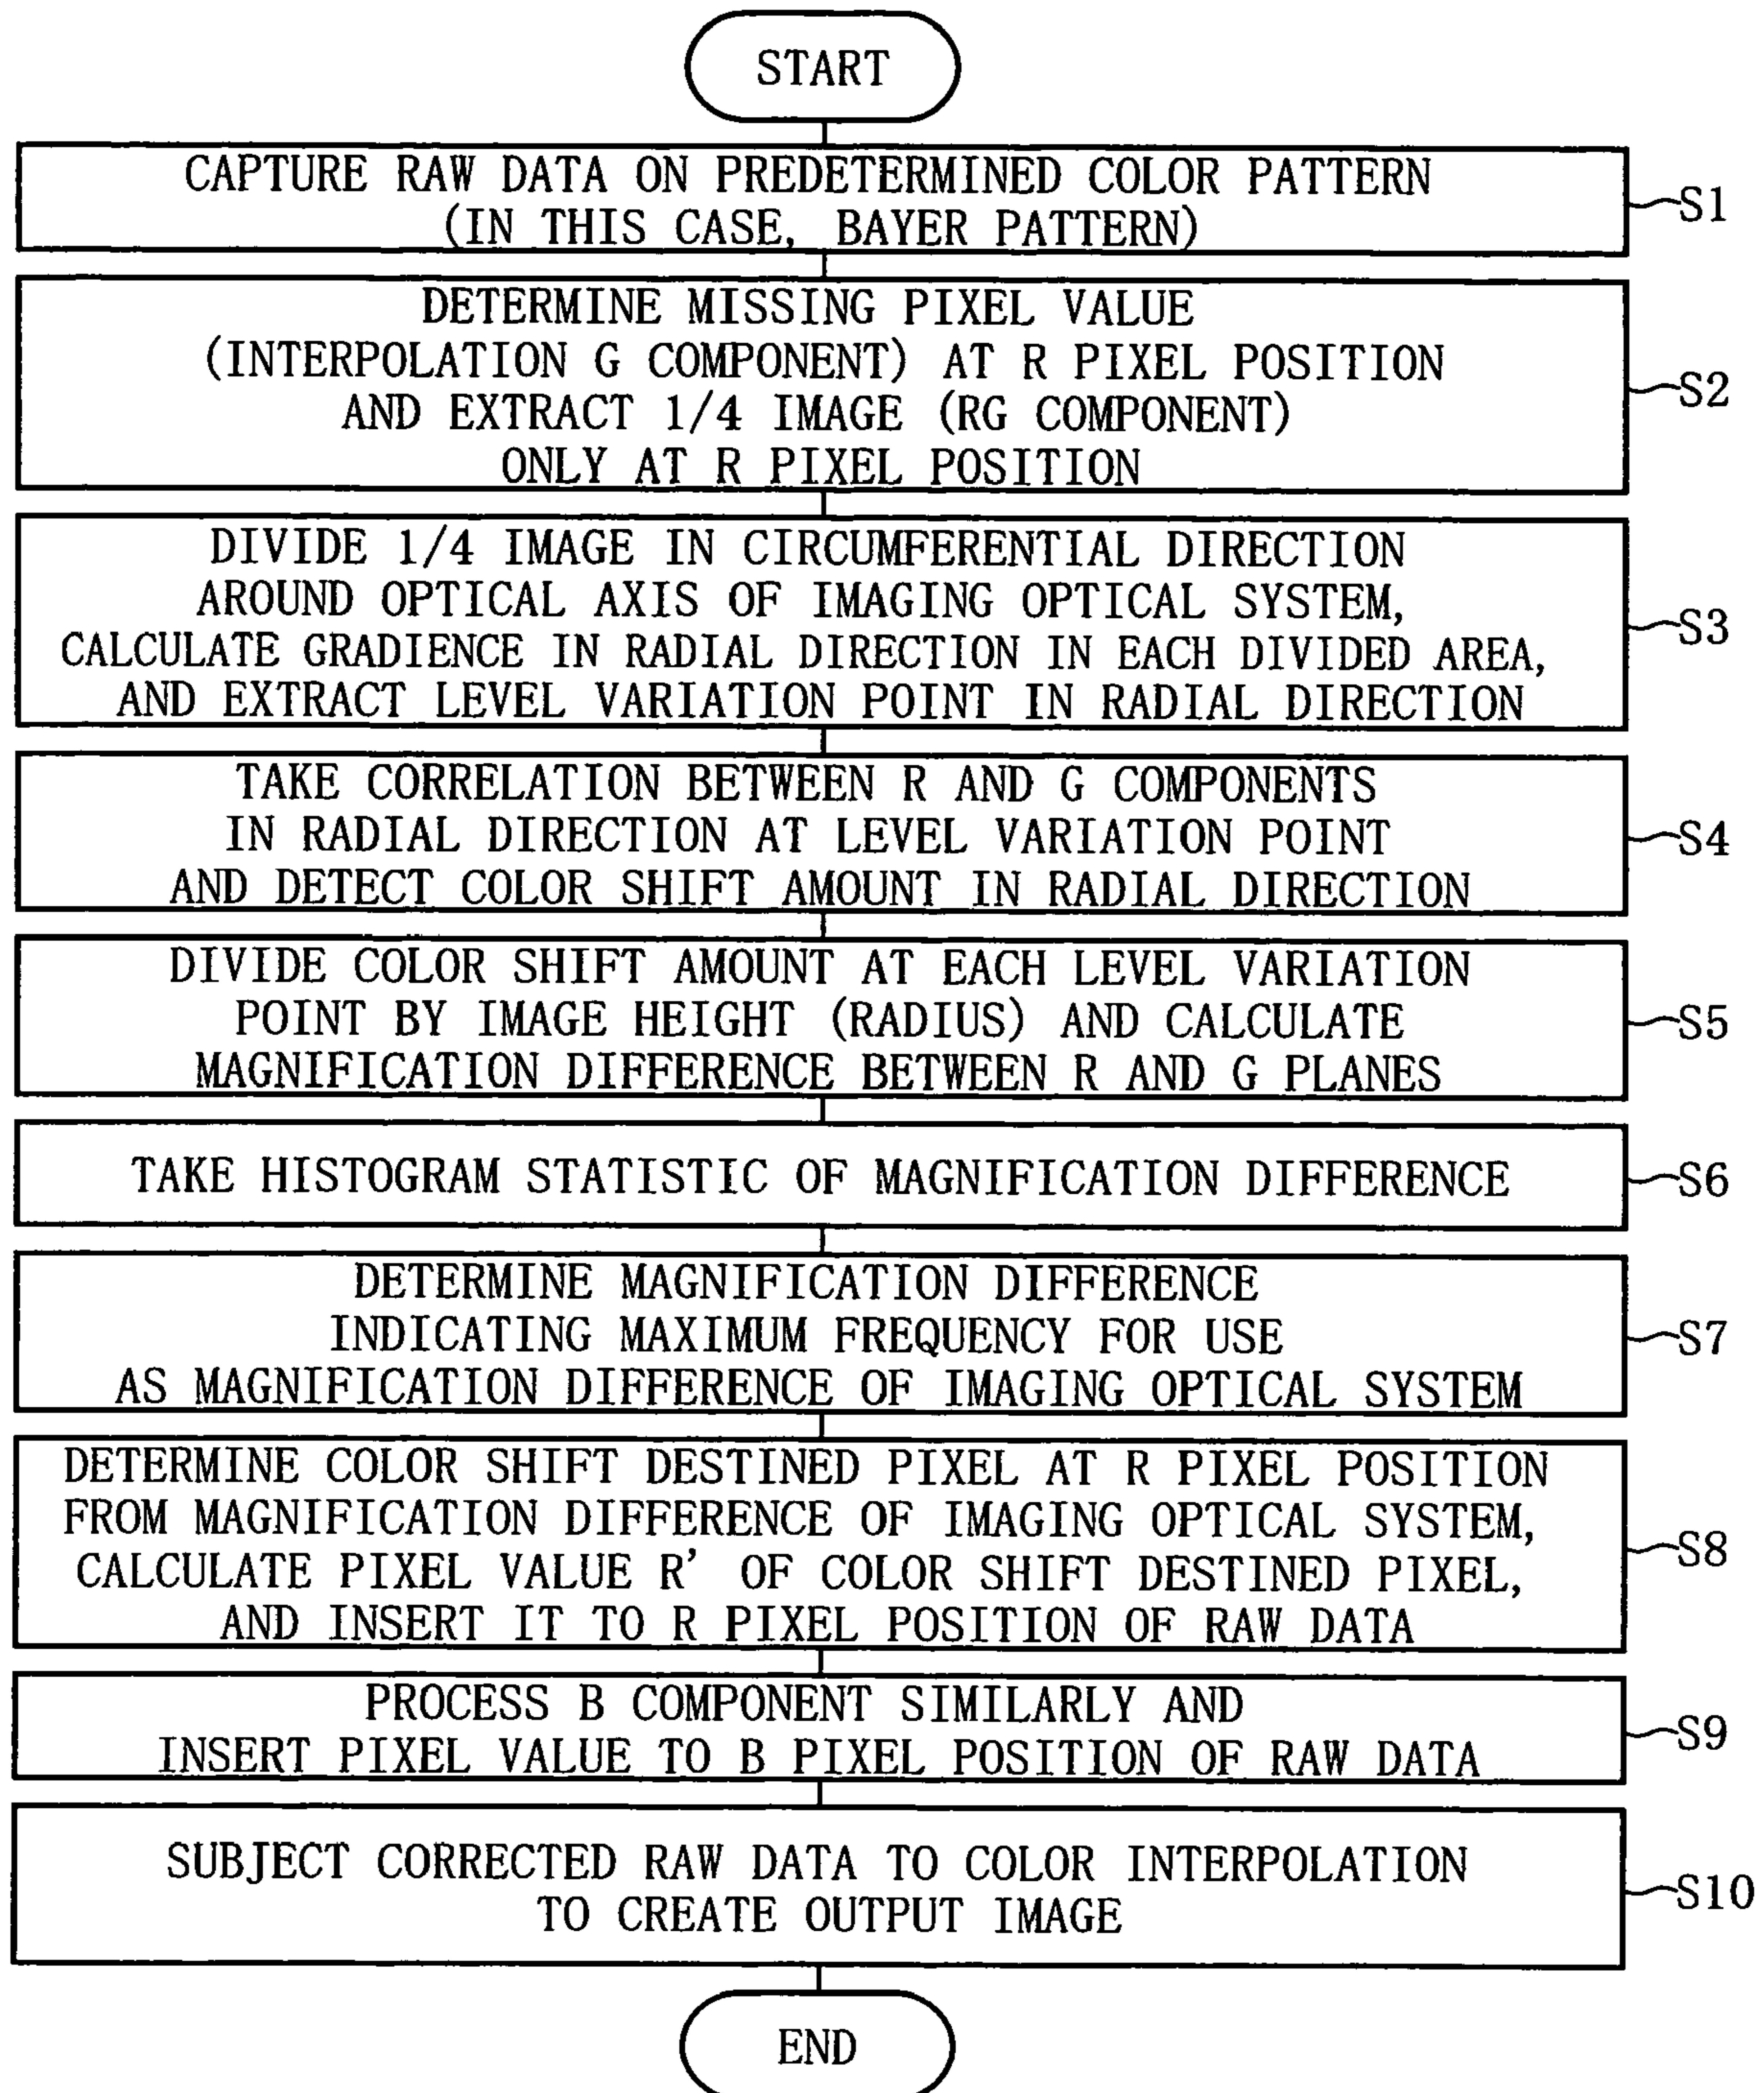 START
CAPTURE RAW DATA ON PREDETERMINED COLOR PATTERN
(IN THIS CASE, BAYER PATTERN)
S1
DETERMINE MISSING PIXEL VALUE
(INTERPOLATION G COMPONENT) AT R PIXEL POSITION
AND EXTRACT 1/4 IMAGE (RG COMPONENT)
ONLY AT R PIXEL POSITION
S2
DIVIDE 1/4 IMAGE IN CIRCUMFERENTIAL DIRECTION
AROUND OPTICAL AXIS OF IMAGING OPTICAL SYSTEM,
CALCULATE GRADIENCE IN RADIAL DIRECTION IN EACH DIVIDED AREA,
AND EXTRACT LEVEL VARIATION POINT IN RADIAL DIRECTION
S3
TAKE CORRELATION BETWEEN R AND G COMPONENTS
IN RADIAL DIRECTION AT LEVEL VARIATION POINT
AND DETECT COLOR SHIFT AMOUNT IN RADIAL DIRECTION
S4
DIVIDE COLOR SHIFT AMOUNT AT EACH LEVEL VARIATION
POINT BY IMAGE HEIGHT (RADIUS) AND CALCULATE
MAGNIFICATION DIFFERENCE BETWEEN R AND G PLANES
S5
TAKE HISTOGRAM STATISTIC OF MAGNIFICATION DIFFERENCE
S6
DETERMINE MAGNIFICATION DIFFERENCE
INDICATING MAXIMUM FREQUENCY FOR USE
AS MAGNIFICATION DIFFERENCE OF IMAGING OPTICAL SYSTEM
S7
DETERMINE COLOR SHIFT DESTINED PIXEL AT R PIXEL POSITION
FROM MAGNIFICATION DIFFERENCE OF IMAGING OPTICAL SYSTEM,
CALCULATE PIXEL VALUE R' OF COLOR SHIFT DESTINED PIXEL,
AND INSERT IT TO R PIXEL POSITION OF RAW DATA
S8
PROCESS B COMPONENT SIMILARLY AND
INSERT PIXEL VALUE TO B PIXEL POSITION OF RAW DATA
S9
SUBJECT CORRECTED RAW DATA TO COLOR INTERPOLATION
TO CREATE OUTPUT IMAGE
S10
END